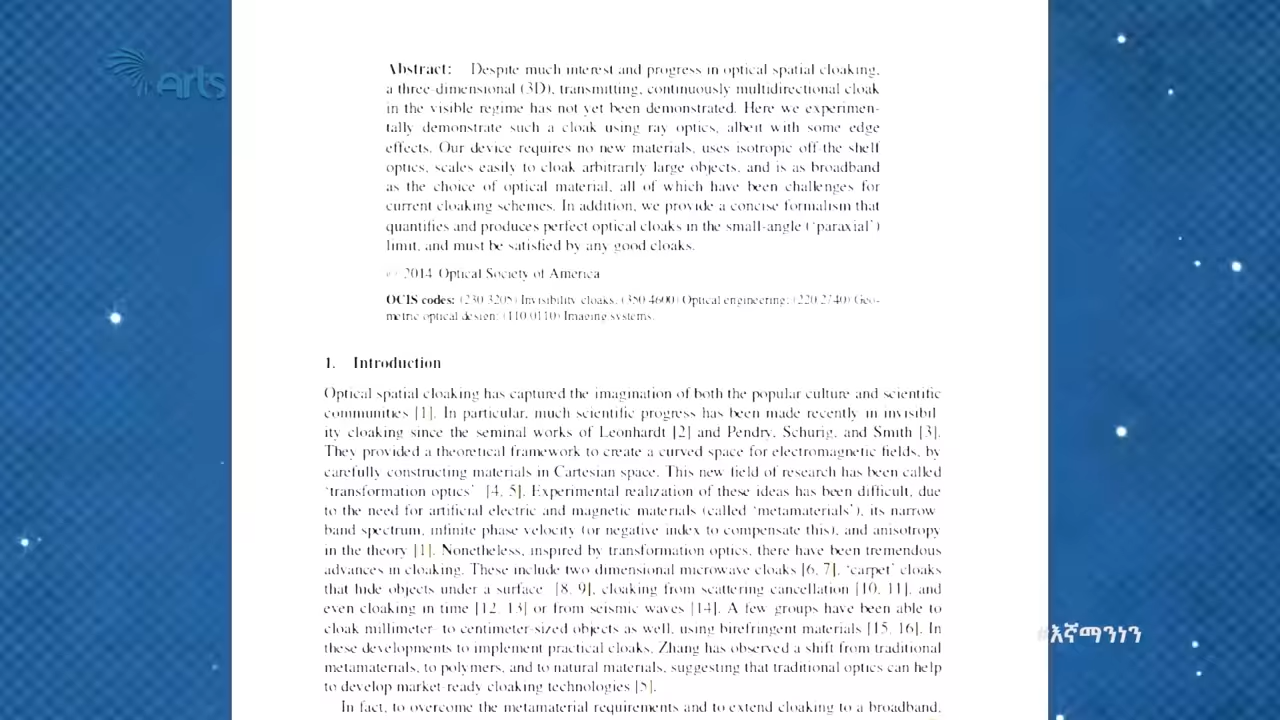 arts
Abstract: Despite much interest and progress in optical spatial cloaking,
a three-dimensional (3D), transmitting, continuously multidirectional cloak
in the visible regime has not yet been demonstrated. Here we experimen-
tally demonstrate such a cloak using ray optics, albeit with some edge
effects. Our device requires no new materials, uses isotropic off-the-shelf
optics, scales easily to cloak arbitrarily large objects, and is as broadband
as the choice of optical material, all of which have been challenges for
current cloaking schemes. In addition, we provide a concise formalism that
quantifies and produces perfect optical cloaks in the small-angle ('paraxial')
limit, and must be satisfied by any good cloaks.
© 2014 Optical Society of America
OCIS codes: (230.3205) Invisibility cloaks; (350.4600) Optical engineering; (220.2740) Geo-
metric optical design; (110.0110) Imaging systems.
1. Introduction
Optical spatial cloaking has captured the imagination of both the popular culture and scientific
communities [1]. In particular, much scientific progress has been made recently in invisibil-
ity cloaking since the seminal works of Leonhardt [2] and Pendry, Schurig, and Smith [3].
They provided a theoretical framework to create a curved space for electromagnetic fields, by
carefully constructing materials in Cartesian space. This new field of research has been called
'transformation optics' [4, 5]. Experimental realization of these ideas has been difficult, due
to the need for artificial electric and magnetic materials (called 'metamaterials'), its narrow-
band spectrum, infinite phase velocity (or negative index to compensate this), and anisotropy
in the theory [1]. Nonetheless, inspired by transformation optics, there have been tremendous
advances in cloaking. These include two-dimensional microwave cloaks [6, 7], 'carpet' cloaks
that hide objects under a surface [8, 9], cloaking from scattering cancellation [10, 11], and
even cloaking in time [12, 13] or from seismic waves [14]. A few groups have been able to
cloak millimeter- to centimeter-sized objects as well, using birefringent materials [15, 16]. In
these developments to implement practical cloaks, Zhang has observed a shift from traditional
metamaterials, to polymers, and to natural materials, suggesting that traditional optics can help
to develop market-ready cloaking technologies [5].
In fact, to overcome the metamaterial requirements and to extend cloaking to a broadband,
#እኛማንነን